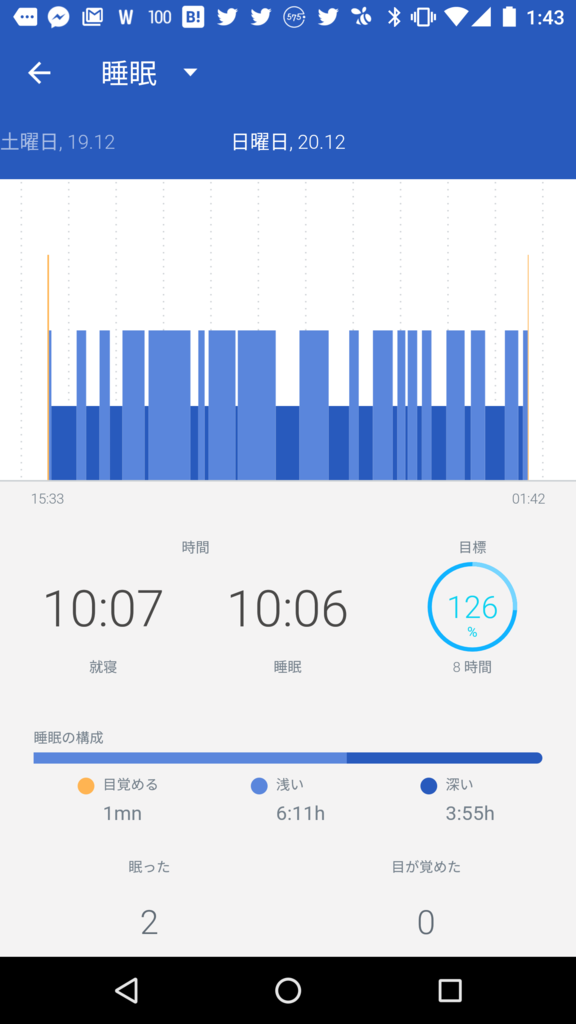 W 100 B! 575 1:43
睡眠
土曜日, 19.12 日曜日, 20.12
15:33 01:42
時間 目標
10:07 10:06 126
%
就寝 睡眠 8 時間
睡眠の構成
目覚める 浅い 深い
1mn 6:11h 3:55h
眠った 目が覚めた
2 0